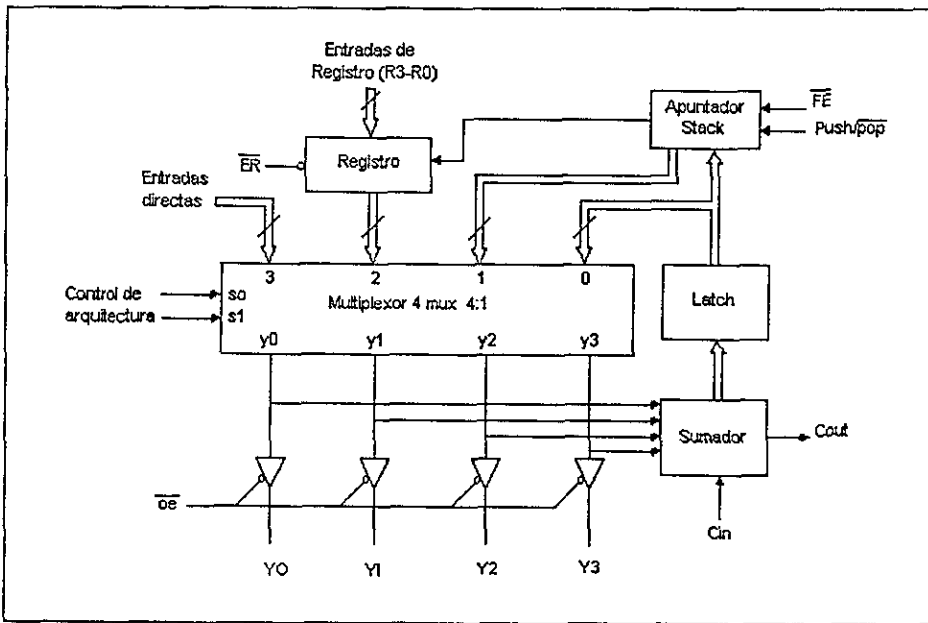 Entradas de
Registro (R3-R0)
Apuntador
Stack
FE
Push/pop
ER
Registro
Entradas
directas
3 2 1 0
Control de
arquitectura
so
s1
Multiplexor 4 mux 4:1
y0 y1 y2 y3
Latch
Sumador
Cout
oe
Cin
Y0 Y1 Y2 Y3